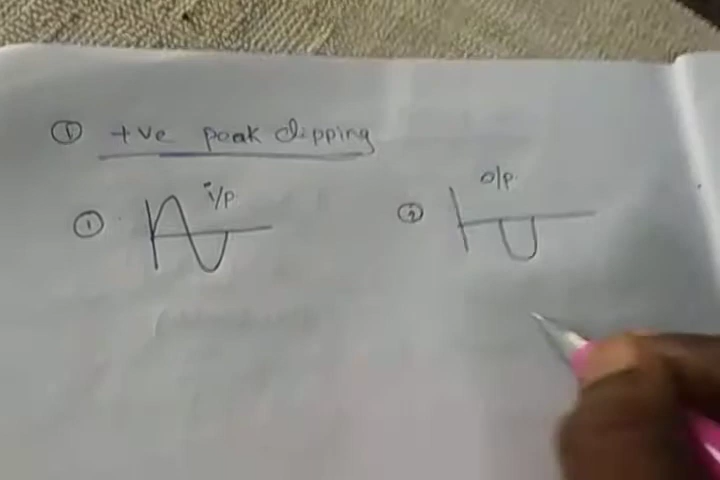 ① +ve peak clipping
① i/p
② o/p.